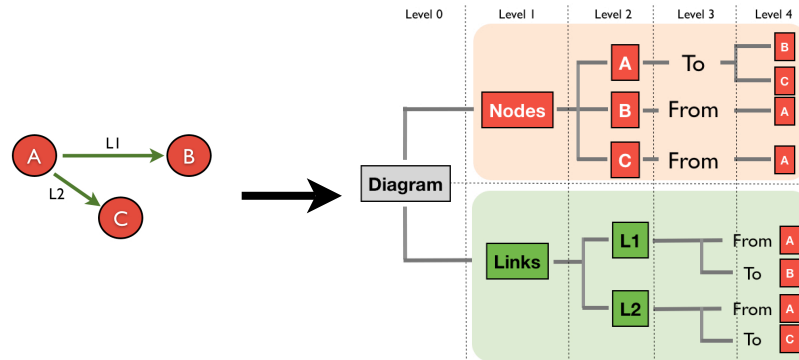 Level 0 Level 1 Level 2 Level 3 Level 4
B
A To
C
Nodes B From A
C From A
A L1 B
L2
C
Diagram
L1 From A
To B
Links
L2 From A
To C